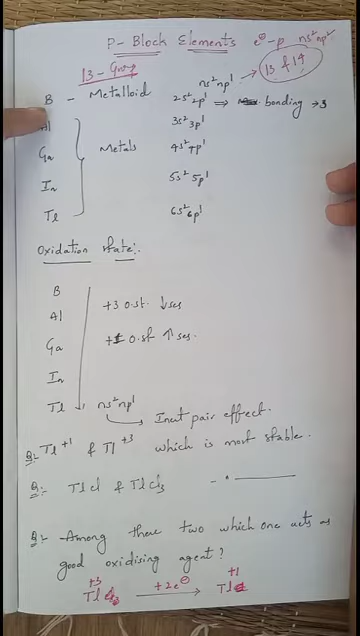 P-Block Elements e⊖-p ns²np²
13-Group ns²np¹ → 13 & 14
B - Metalloid 2s²2p¹ ⇒ bonding → 3
Al 3s²3p¹
Ga Metals 4s²4p¹
In 5s²5p¹
Tl 6s²6p¹
Oxidation state:
B
Al +3 o.st. ↓ses
Ga +1 o.st ↑ses.
In
Tl ns²np¹
Inert pair effect.
Q:- Tl⁺¹ & Tl⁺³ which is most stable.
Q:- TlCl & TlCl₃ - " -
Q:- Among these two which one acts as
good oxidising agent?
Tl⁺³ +2e⊖ → Tl⁺¹